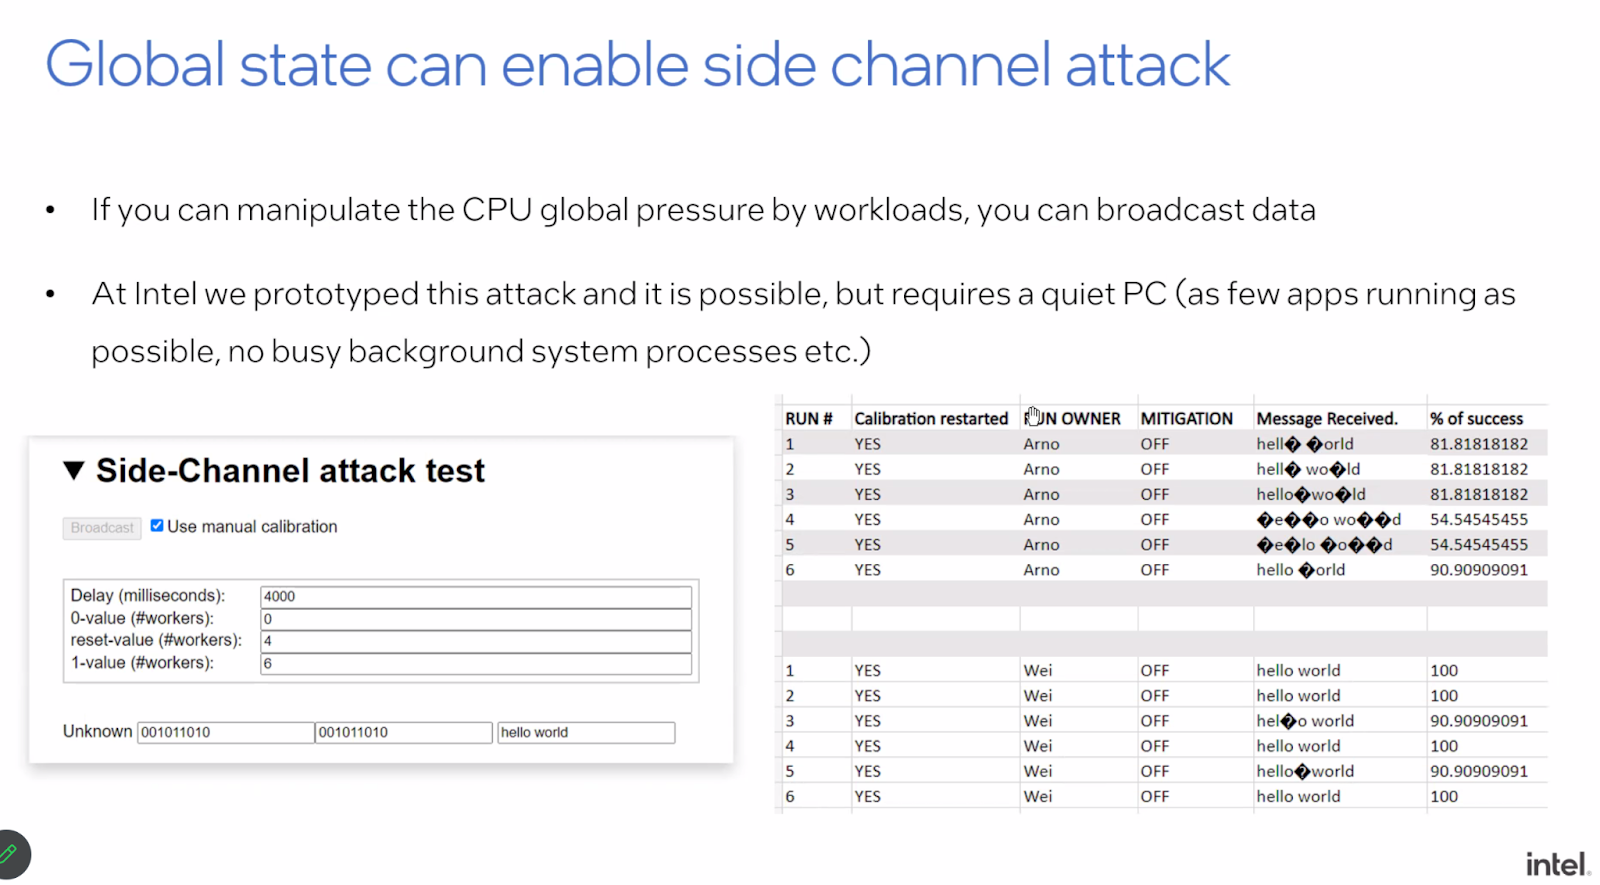 Global state can enable side channel attack
• If you can manipulate the CPU global pressure by workloads, you can broadcast data
• At Intel we prototyped this attack and it is possible, but requires a quiet PC (as few apps running as
possible, no busy background system processes etc.)
▼ Side-Channel attack test
Broadcast Use manual calibration
Delay (milliseconds): 4000
0-value (#workers): 0
reset-value (#workers): 4
1-value (#workers): 6
Unknown 001011010 001011010 hello world
RUN # Calibration restarted RUN OWNER MITIGATION Message Received. % of success
1 YES Arno OFF hell� �orld 81.81818182
2 YES Arno OFF hell� wo�ld 81.81818182
3 YES Arno OFF hello�wo�ld 81.81818182
4 YES Arno OFF �e��o wo��d 54.54545455
5 YES Arno OFF �e�lo �o��d 54.54545455
6 YES Arno OFF hello �orld 90.90909091
1 YES Wei OFF hello world 100
2 YES Wei OFF hello world 100
3 YES Wei OFF hel�o world 90.90909091
4 YES Wei OFF hello world 100
5 YES Wei OFF hello�world 90.90909091
6 YES Wei OFF hello world 100
intel.